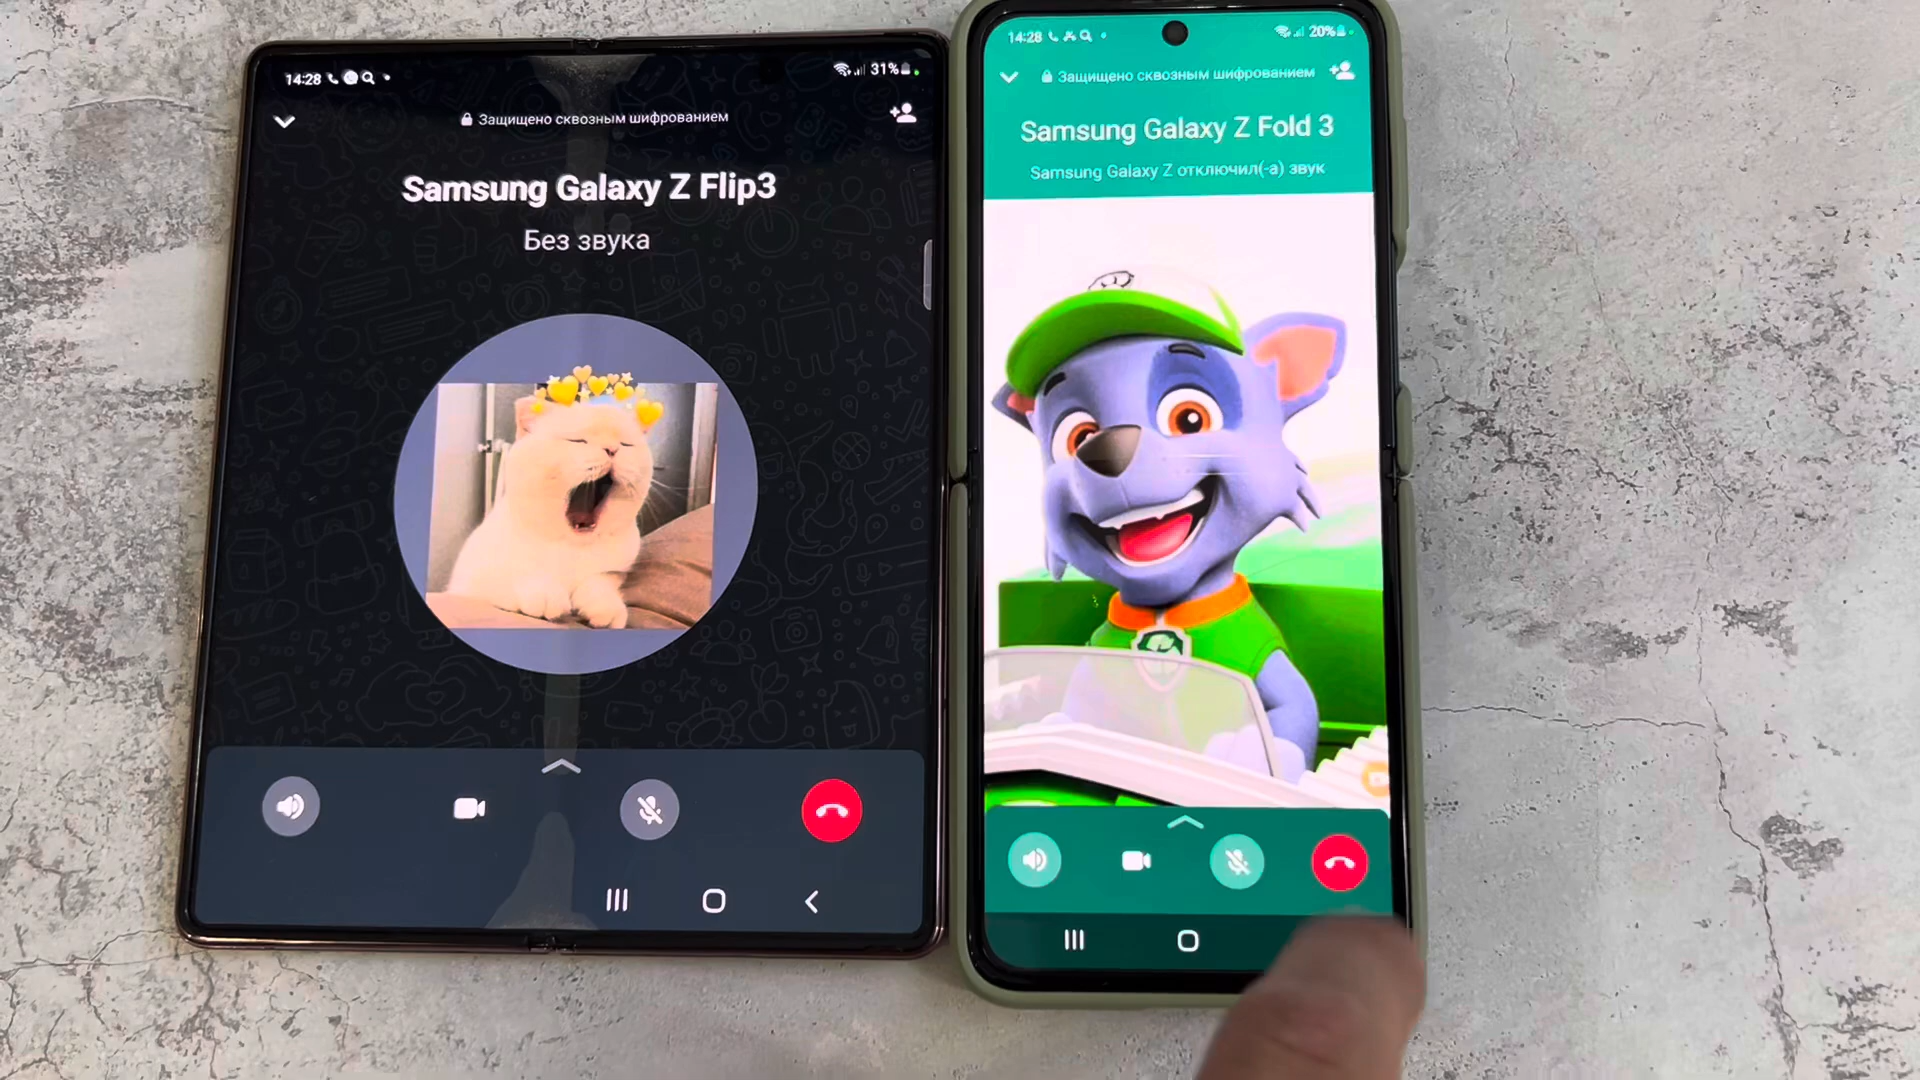 14:28
31%
Защищено сквозным шифрованием
Samsung Galaxy Z Flip3
Без звука
14:28
20%
Защищено сквозным шифрованием
Samsung Galaxy Z Fold 3
Samsung Galaxy Z отключил(-а) звук